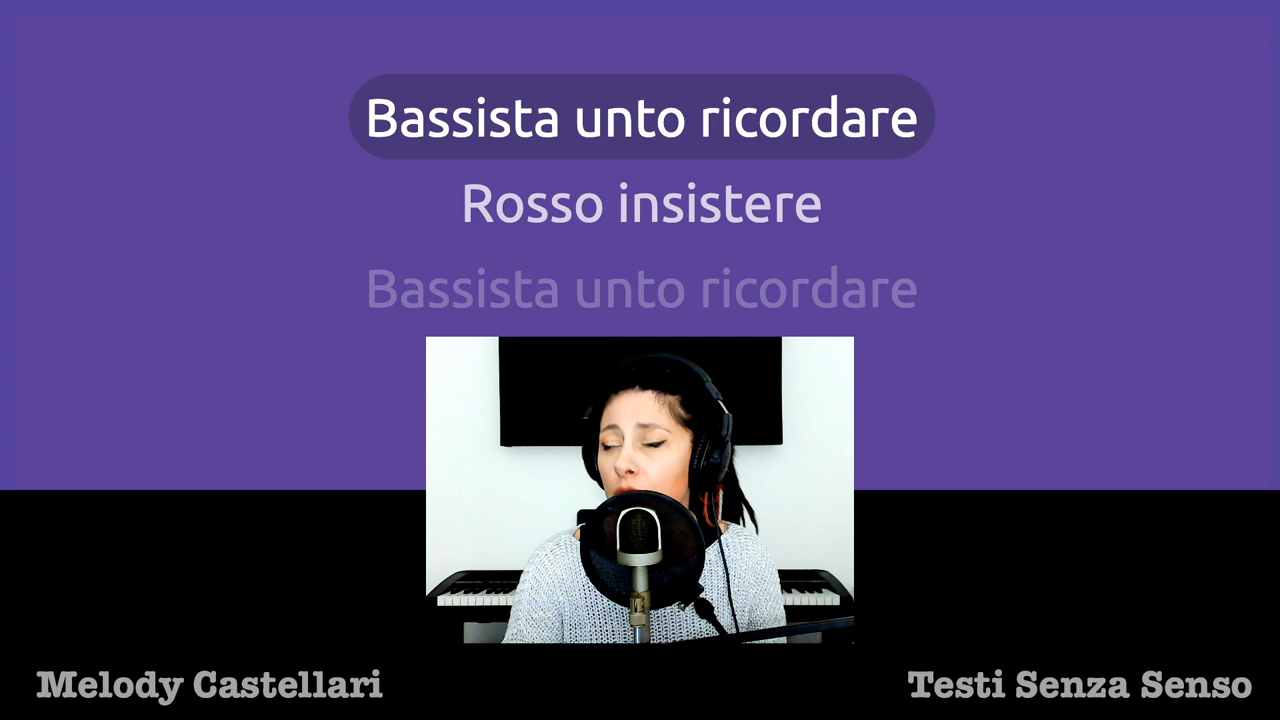 Bassista unto ricordare
Rosso insistere
Bassista unto ricordare
Melody Castellari
Testi Senza Senso